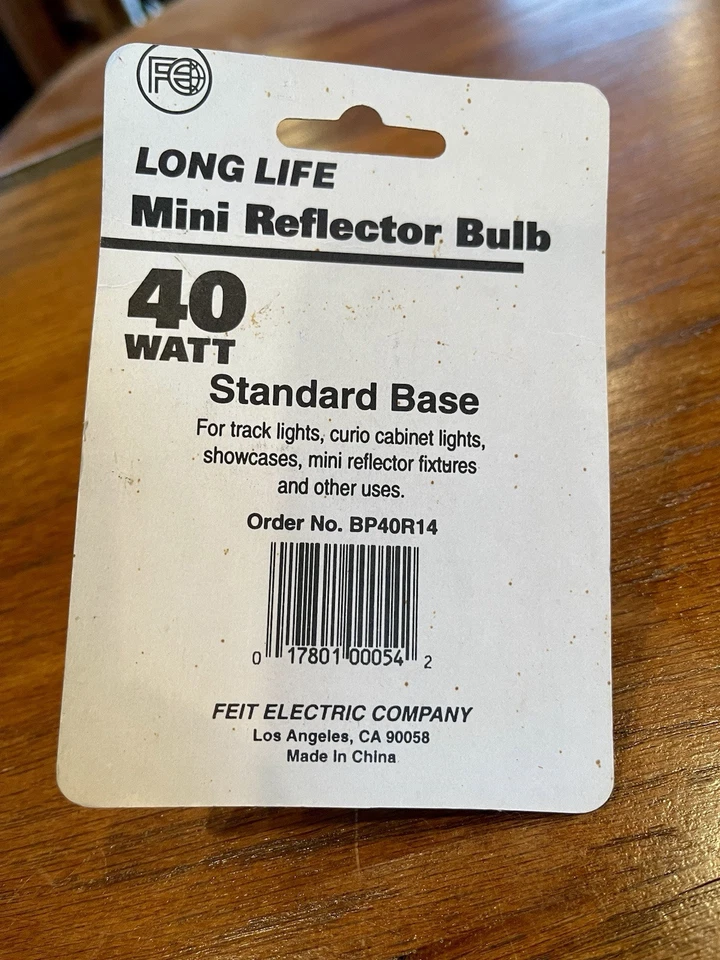 FE
LONG LIFE
Mini Reflector Bulb
40
WATT
Standard Base
For track lights, curio cabinet lights,
showcases, mini reflector fixtures
and other uses.
Order No. BP40R14
0 17801 00054 2
FEIT ELECTRIC COMPANY
Los Angeles, CA 90058
Made In China